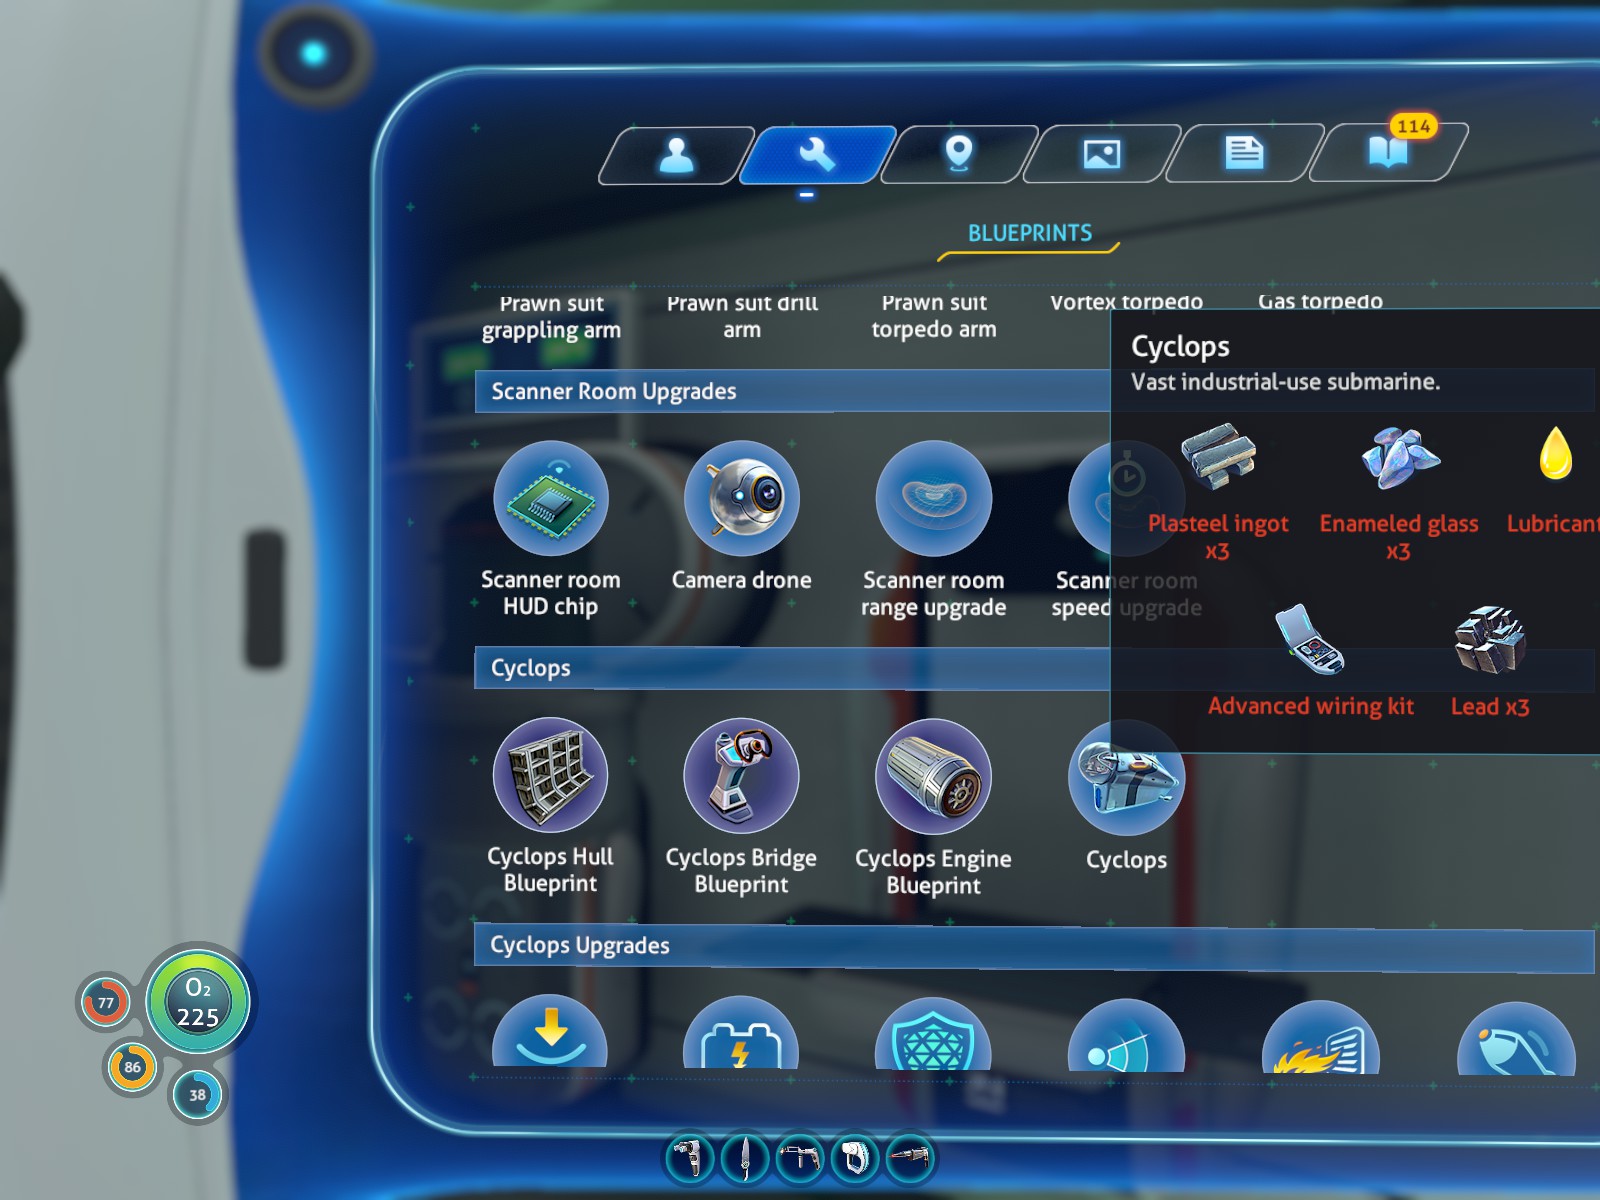 114
BLUEPRINTS
Prawn suit
grappling arm
Prawn suit drill
arm
Prawn suit
torpedo arm
Vortex torpedo
Gas torpedo
Cyclops
Vast industrial-use submarine.
Plasteel ingot
x3
Enameled glass
x3
Lubricant
Advanced wiring kit
Lead x3
Scanner Room Upgrades
Scanner room
HUD chip
Camera drone
Scanner room
range upgrade
Scanner room
speed upgrade
Cyclops
Cyclops Hull
Blueprint
Cyclops Bridge
Blueprint
Cyclops Engine
Blueprint
Cyclops
Cyclops Upgrades
77
O₂
225
86
38